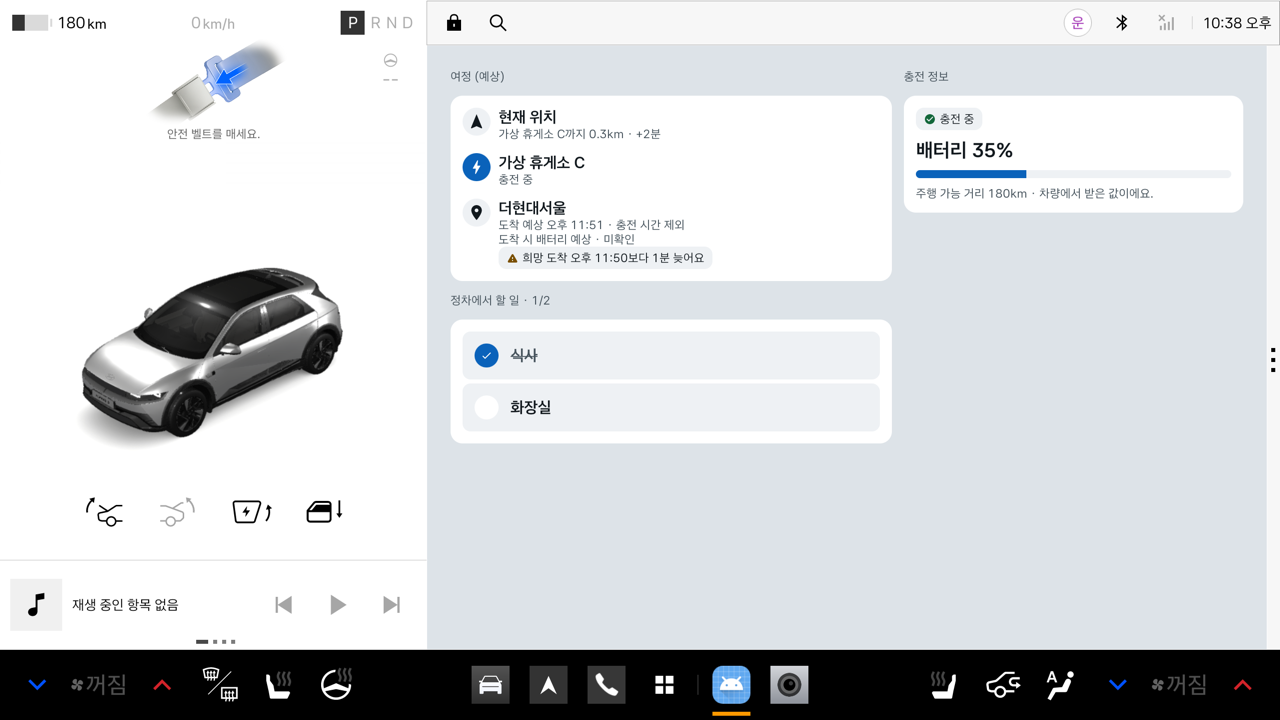 180 km
0 km/h
P R N D
안전 벨트를 매세요.
--
재생 중인 항목 없음
운
10:38 오후
여정 (예상)
현재 위치
가상 휴게소 C까지 0.3km · +2분
가상 휴게소 C
충전 중
더현대서울
도착 예상 오후 11:51 · 충전 시간 제외
도착 시 배터리 예상 · 미확인
희망 도착 오후 11:50보다 1분 늦어요
정차에서 할 일 · 1/2
식사
화장실
충전 정보
충전 중
배터리 35%
주행 가능 거리 180km · 차량에서 받은 값이에요.
꺼짐
A
꺼짐